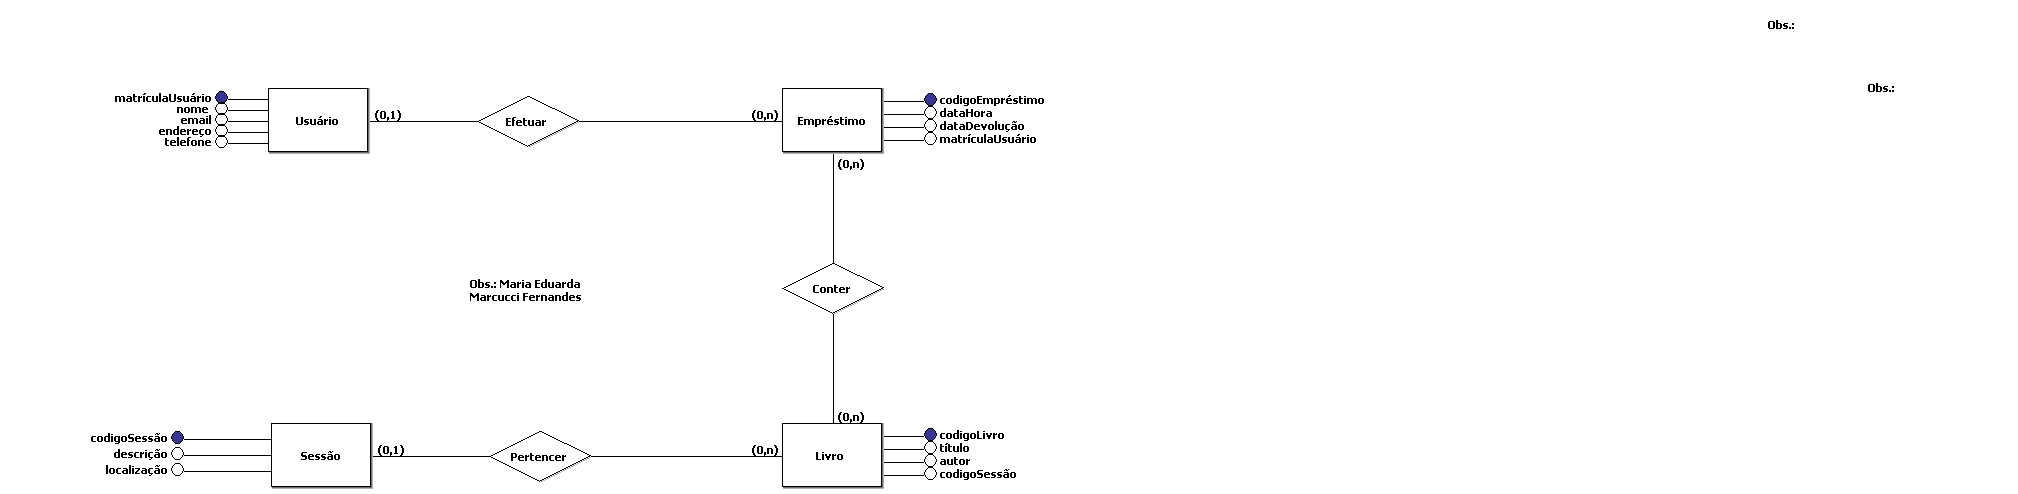 Obs.:
Obs.:
matrículaUsuário
nome
email
endereço
telefone
Usuário
(0,1)
Efetuar
(0,n)
Empréstimo
codigoEmpréstimo
dataHora
dataDevolução
matrículaUsuário
(0,n)
Conter
Obs.: Maria Eduarda
Marcucci Fernandes
(0,n)
codigoSessão
descrição
localização
Sessão
(0,1)
Pertencer
(0,n)
Livro
codigoLivro
título
autor
codigoSessão